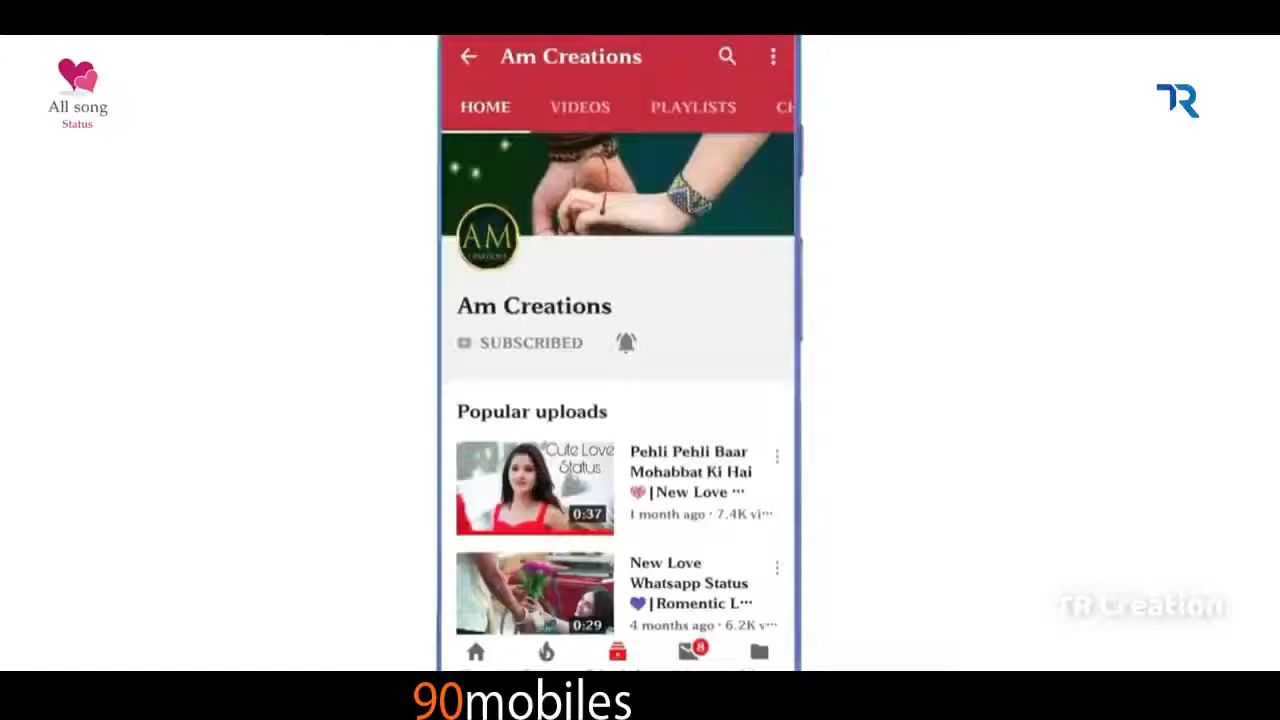 All song
Status
TR
← Am Creations
HOME VIDEOS PLAYLISTS CH
AM
CREATIONS
Am Creations
SUBSCRIBED
Popular uploads
Cute Love
Status
0:37
Pehli Pehli Baar
Mohabbat Ki Hai
💓|New Love ...
1 month ago · 7.4K vi...
0:29
New Love
Whatsapp Status
💜|Romentic L...
4 months ago · 6.2K v...
8
TR Creation
90mobiles